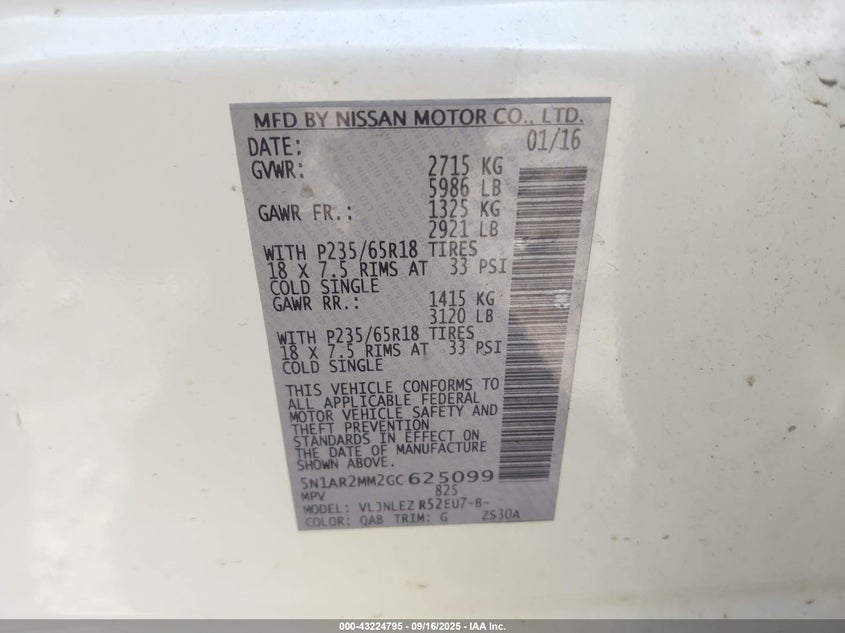 MFD BY NISSAN MOTOR CO., LTD.
DATE: 01/16
GVWR: 2715 KG
5986 LB
GAWR FR.: 1325 KG
2921 LB
WITH P235/65R18 TIRES
18 X 7.5 RIMS AT 33 PSI
COLD SINGLE
GAWR RR.: 1415 KG
3120 LB
WITH P235/65R18 TIRES
18 X 7.5 RIMS AT 33 PSI
COLD SINGLE
THIS VEHICLE CONFORMS TO
ALL APPLICABLE FEDERAL
MOTOR VEHICLE SAFETY AND
THEFT PREVENTION
STANDARDS IN EFFECT ON
THE DATE OF MANUFACTURE
SHOWN ABOVE.
5N1AR2MM2GC625099
MPV 825
MODEL: VLJNLEZ R52EU7-B-
COLOR: QAB TRIM: G ZS30A
000-43224795 - 09/16/2025 - IAA Inc.